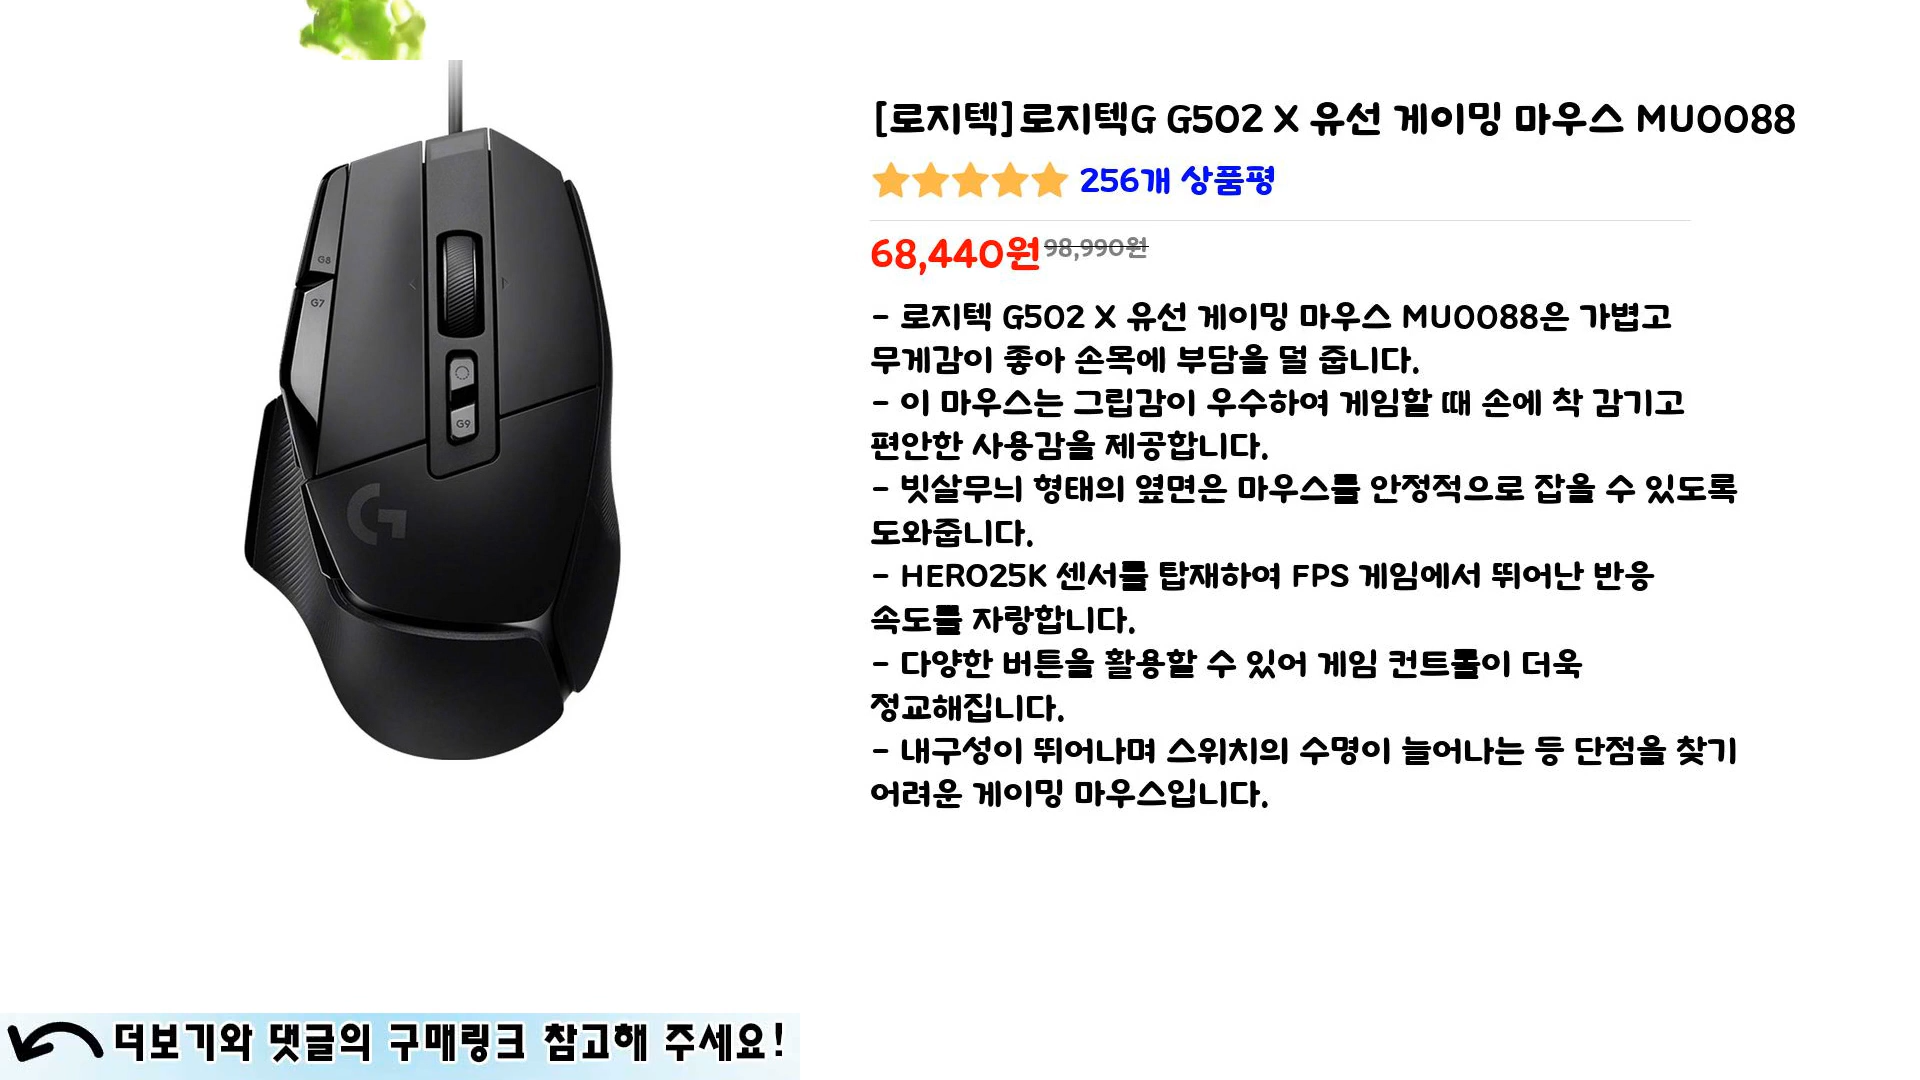 [로지텍]로지텍G G502 X 유선 게이밍 마우스 MU0088
256개 상품평
68,440원 98,990원
- 로지텍 G502 X 유선 게이밍 마우스 MU0088은 가볍고
무게감이 좋아 손목에 부담을 덜 줍니다.
- 이 마우스는 그립감이 우수하여 게임할 때 손에 착 감기고
편안한 사용감을 제공합니다.
- 빗살무늬 형태의 옆면은 마우스를 안정적으로 잡을 수 있도록
도와줍니다.
- HERO25K 센서를 탑재하여 FPS 게임에서 뛰어난 반응
속도를 자랑합니다.
- 다양한 버튼을 활용할 수 있어 게임 컨트롤이 더욱
정교해집니다.
- 내구성이 뛰어나며 스위치의 수명이 늘어나는 등 단점을 찾기
어려운 게이밍 마우스입니다.
G8
G7
G9
G
더보기와 댓글의 구매링크 참고해 주세요!